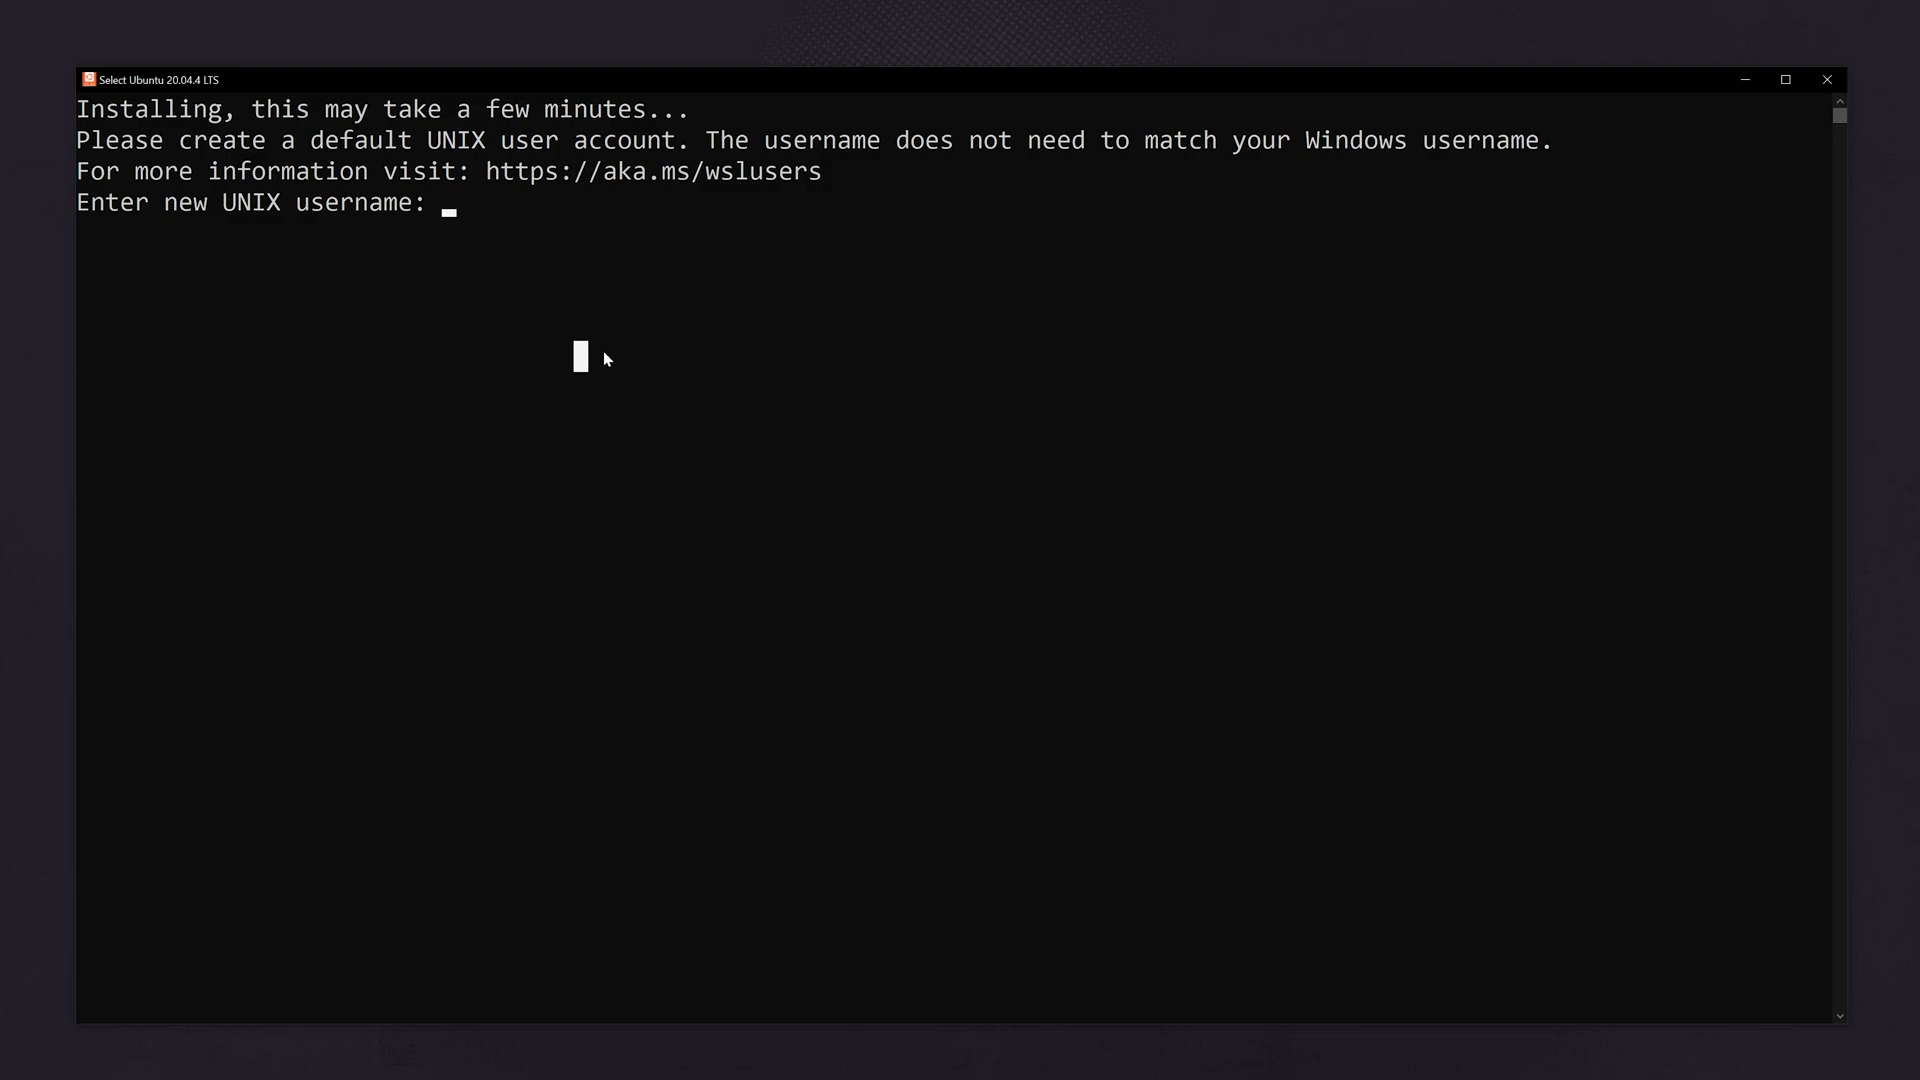 Select Ubuntu 20.04.4 LTS
Installing, this may take a few minutes...
Please create a default UNIX user account. The username does not need to match your Windows username.
For more information visit: https://aka.ms/wslusers
Enter new UNIX username: